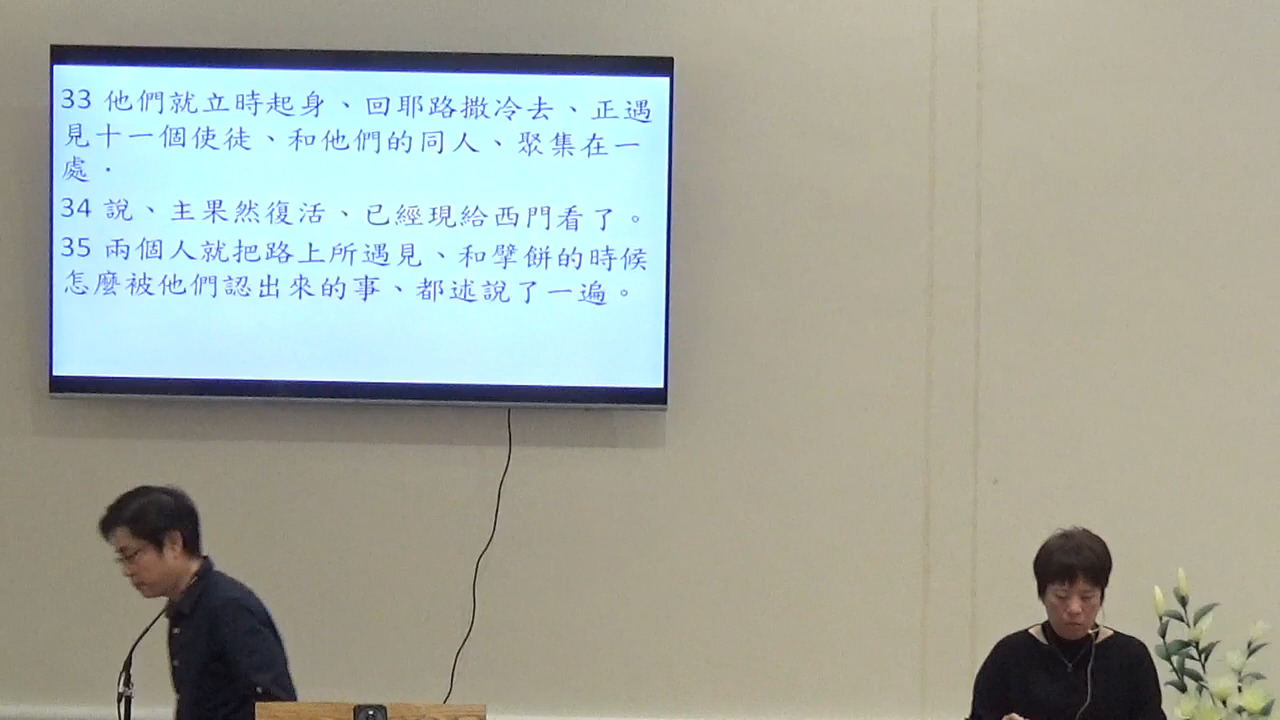 33 他們就立時起身、回耶路撒冷去、正遇
見十一個使徒、和他們的同人、聚集在一
處．
34 說、主果然復活、已經現給西門看了。
35 兩個人就把路上所遇見、和擘餅的時候
怎麼被他們認出來的事、都述說了一遍。